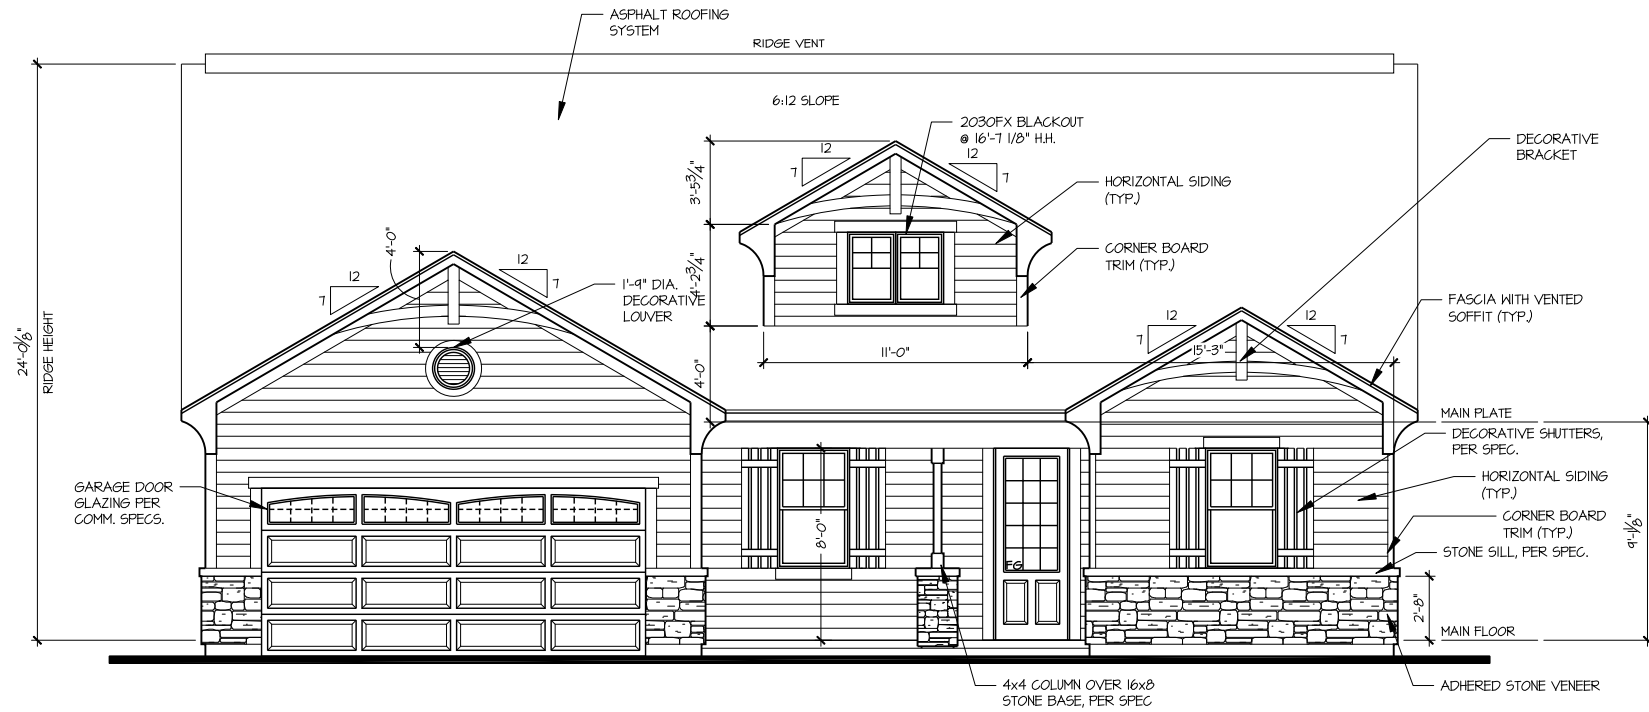 ASPHALT ROOFING
SYSTEM
RIDGE VENT
6:12 SLOPE
2030FX BLACKOUT
@ 16'-7 1/8" H.H.
12
7
12
7
3'-5 3/4"
DECORATIVE
BRACKET
HORIZONTAL SIDING
(TYP.)
4'-0"
4'-2 3/4"
CORNER BOARD
TRIM (TYP.)
12
7
12
7
1'-9" DIA.
DECORATIVE
LOUVER
FASCIA WITH VENTED
SOFFIT (TYP.)
24'-0 1/8"
RIDGE HEIGHT
12
7
12
7
11'-0"
15'-3"
4'-0"
MAIN PLATE
DECORATIVE SHUTTERS,
PER SPEC.
HORIZONTAL SIDING
(TYP.)
GARAGE DOOR
GLAZING PER
COMM. SPECS.
CORNER BOARD
TRIM (TYP.)
8'-0"
9'-1 1/8"
STONE SILL, PER SPEC.
FG
2'-8"
MAIN FLOOR
4x4 COLUMN OVER 16x8
STONE BASE, PER SPEC
ADHERED STONE VENEER